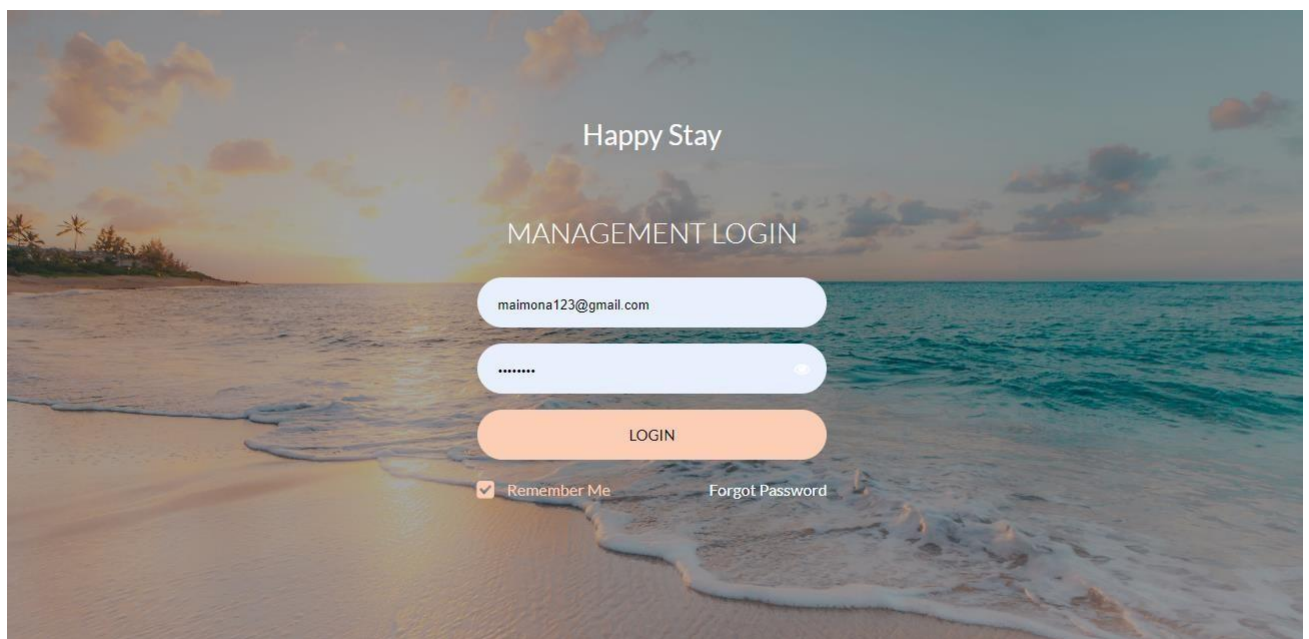 Happy Stay
MANAGEMENT LOGIN
maimona123@gmail.com
........
LOGIN
Remember Me Forgot Password